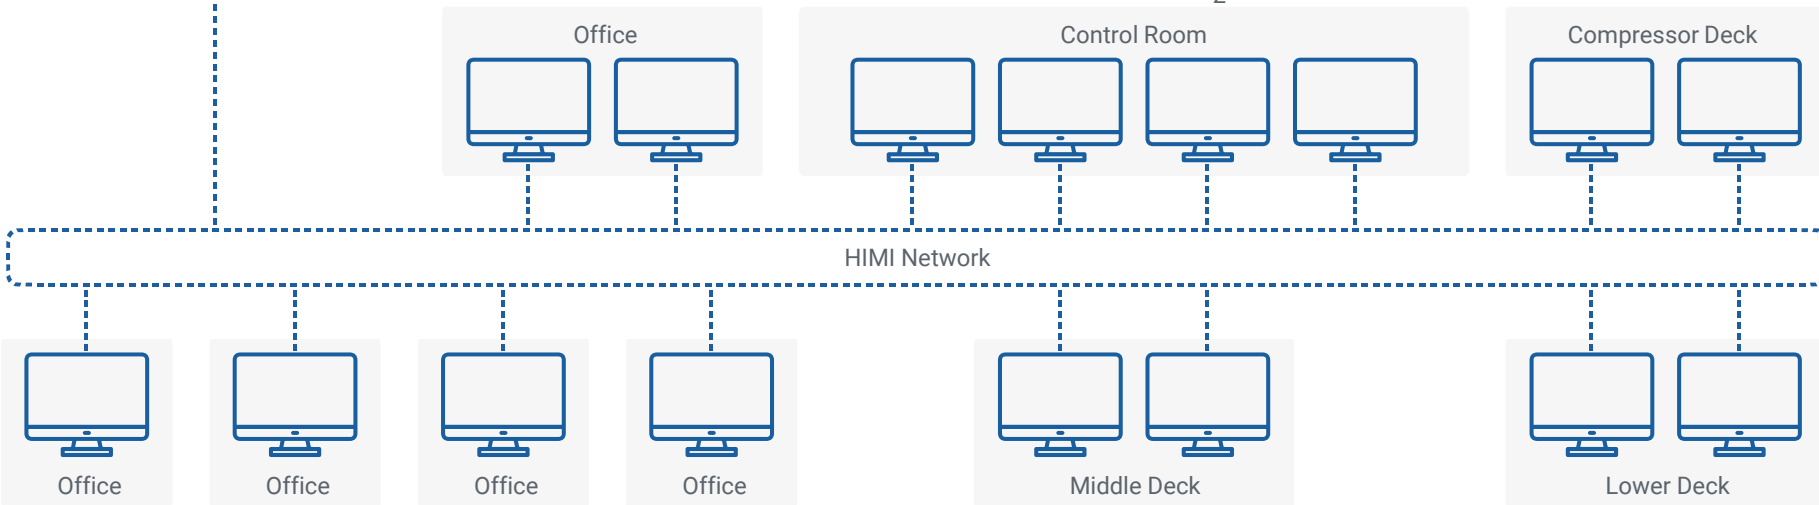 Office
Control Room
Compressor Deck
HIMI Network
Office
Office
Office
Office
Middle Deck
Lower Deck